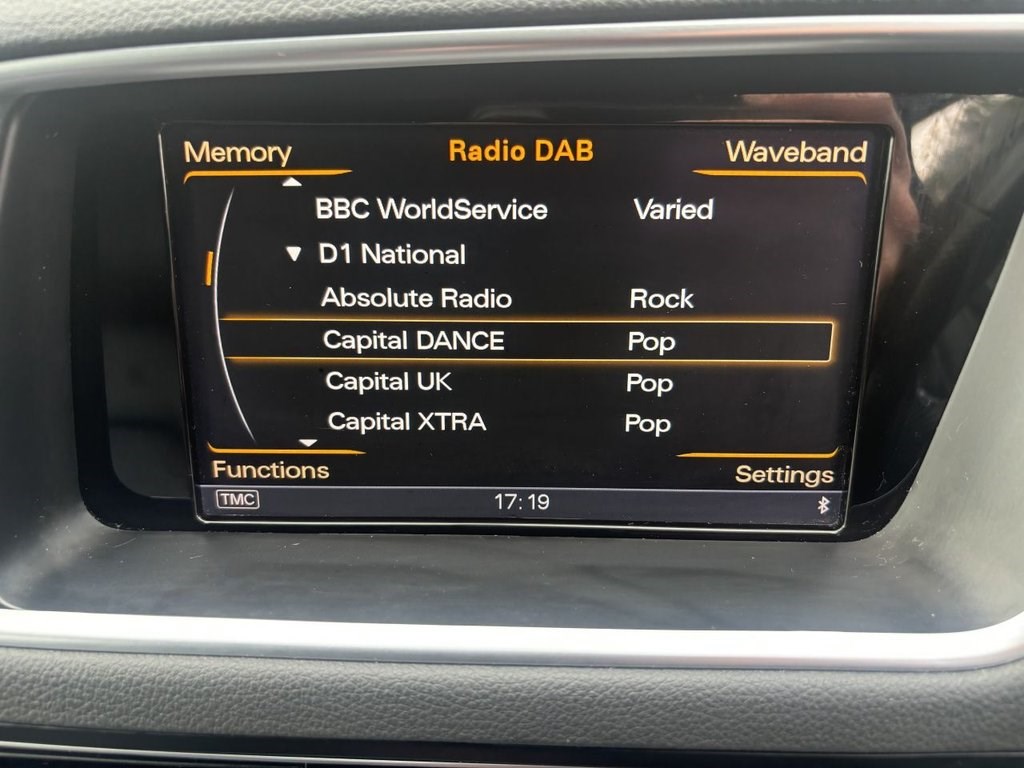 Memory Radio DAB Waveband
BBC WorldService Varied
D1 National
Absolute Radio Rock
Capital DANCE Pop
Capital UK Pop
Capital XTRA Pop
Functions Settings
TMC 17:19